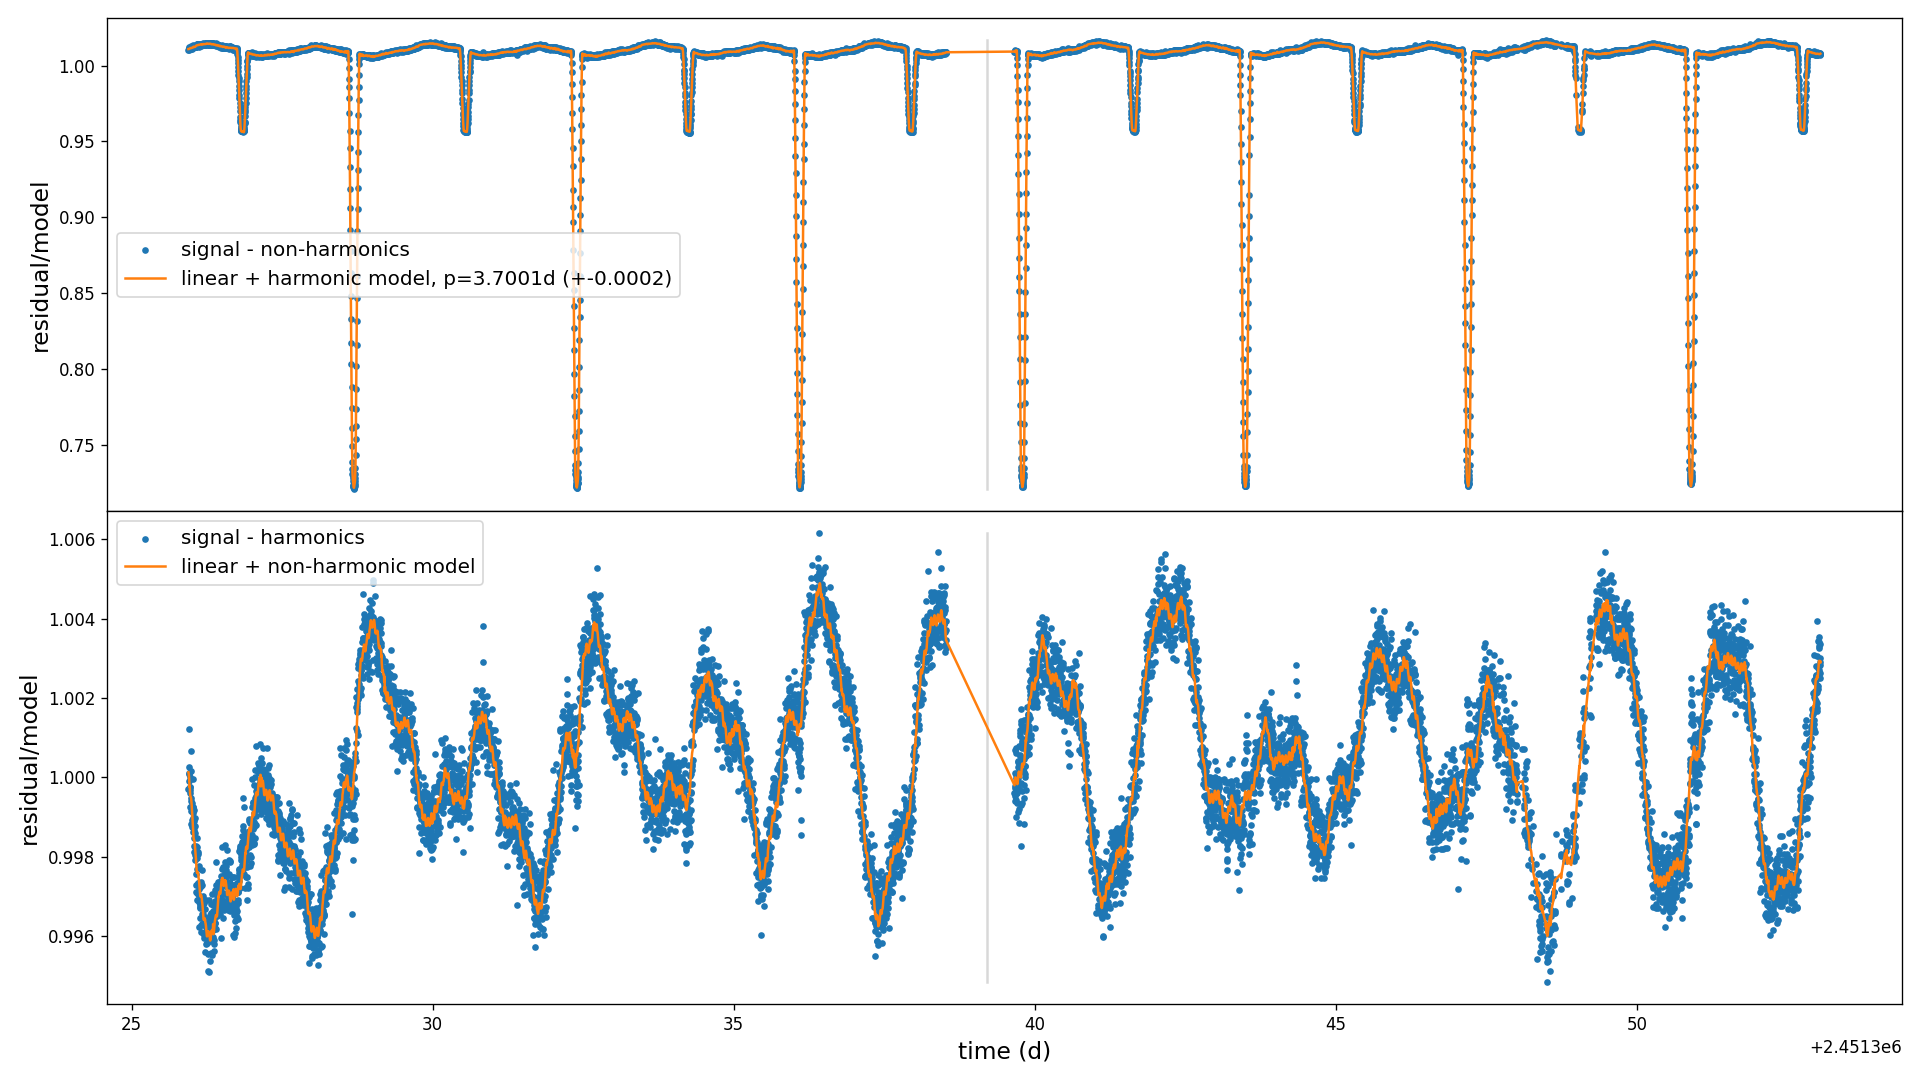 1.00
0.95
0.90
0.85
0.80
0.75
residual/model
signal - non-harmonics
linear + harmonic model, p=3.7001d (+-0.0002)
1.006
1.004
1.002
1.000
0.998
0.996
residual/model
signal - harmonics
linear + non-harmonic model
25
30
35
40
45
50
time (d)
+2.4513e6